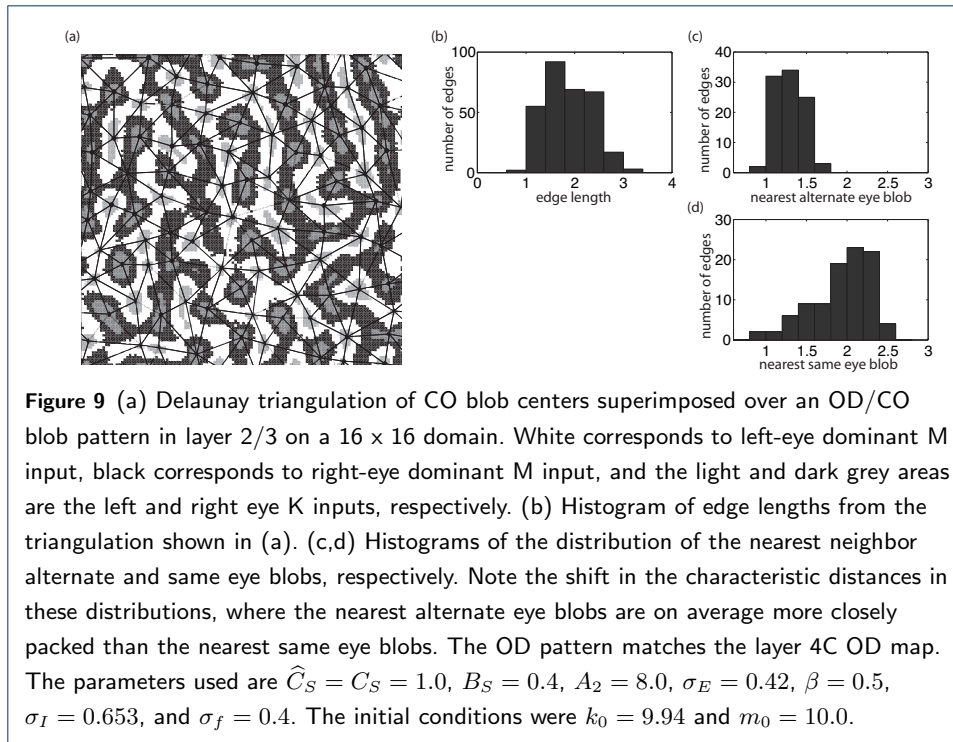 (a)
(b)
100
50
0
number of edges
0 1 2 3 4
edge length
(c)
40
30
20
10
0
number of edges
1 1.5 2 2.5 3
nearest alternate eye blob
(d)
30
20
10
0
number of edges
1 1.5 2 2.5 3
nearest same eye blob
Figure 9 (a) Delaunay triangulation of CO blob centers superimposed over an OD/CO
blob pattern in layer 2/3 on a 16 x 16 domain. White corresponds to left-eye dominant M
input, black corresponds to right-eye dominant M input, and the light and dark grey areas
are the left and right eye K inputs, respectively. (b) Histogram of edge lengths from the
triangulation shown in (a). (c,d) Histograms of the distribution of the nearest neighbor
alternate and same eye blobs, respectively. Note the shift in the characteristic distances in
these distributions, where the nearest alternate eye blobs are on average more closely
packed than the nearest same eye blobs. The OD pattern matches the layer 4C OD map.
The parameters used are Ĉ_S = C_S = 1.0, B_S = 0.4, A_2 = 8.0, σ_E = 0.42, β = 0.5,
σ_I = 0.653, and σ_f = 0.4. The initial conditions were k_0 = 9.94 and m_0 = 10.0.